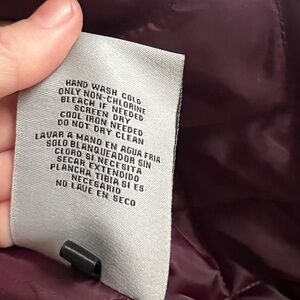 HAND WASH COLD
ONLY NON-CHLORINE
BLEACH IF NEEDED
SCREEN DRY
COOL IRON NEEDED
DO NOT DRY CLEAN
LAVAR A MANO EN AGUA FRIA
SOLO BLANQUEADOR SIN
CLORO SI NECESITA
SECAR EXTENDIDO
PLANCHA TIBIA SI ES
NECESARIO
NO LAVE EN SECO